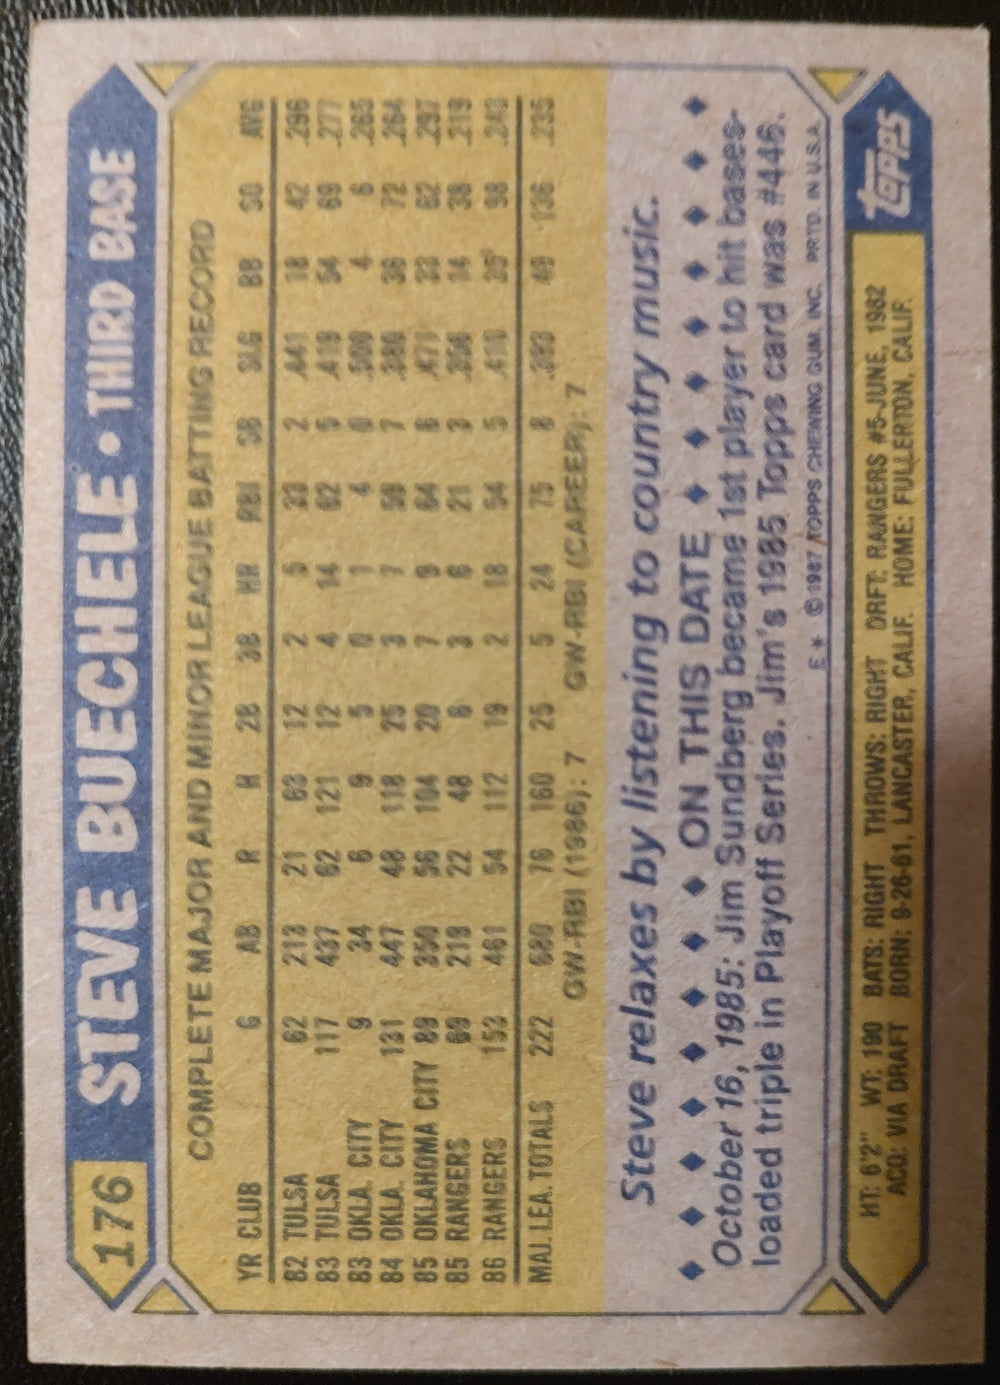 176 STEVE BUECHELE • THIRD BASE
COMPLETE MAJOR AND MINOR LEAGUE BATTING RECORD
YR CLUB G AB R H 2B 3B HR RBI SB SLG BB SO AVG
82 TULSA 62 213 21 63 12 2 5 33 2 .441 18 42 .296
83 TULSA 117 437 62 121 12 4 14 62 5 .419 54 69 .277
83 OKLA. CITY 9 34 6 9 5 0 1 4 0 .500 4 6 .265
84 OKLA. CITY 131 447 48 118 25 3 7 59 7 .380 36 72 .264
85 OKLAHOMA CITY 89 350 56 104 20 7 9 64 6 .471 33 62 .297
85 RANGERS 69 219 22 48 6 3 6 21 3 .356 14 38 .219
86 RANGERS 153 461 54 112 19 2 18 54 5 .410 35 98 .243
MAJ. LEA. TOTALS 222 680 76 160 25 5 24 75 8 .393 49 136 .235
GW-RBI (1986): 7 GW-RBI (CAREER): 7
Steve relaxes by listening to country music.
ON THIS DATE
October 16, 1985: Jim Sundberg became 1st player to hit bases-
loaded triple in Playoff Series. Jim's 1985 Topps card was #446.
E* © 1987 TOPPS CHEWING GUM, INC. PRTD. IN U.S.A.
HT: 6'2" WT: 190 BATS: RIGHT THROWS: RIGHT DRFT: RANGERS #5-JUNE, 1982
ACQ: VIA DRAFT BORN: 9-26-61, LANCASTER, CALIF. HOME: FULLERTON, CALIF.
topps